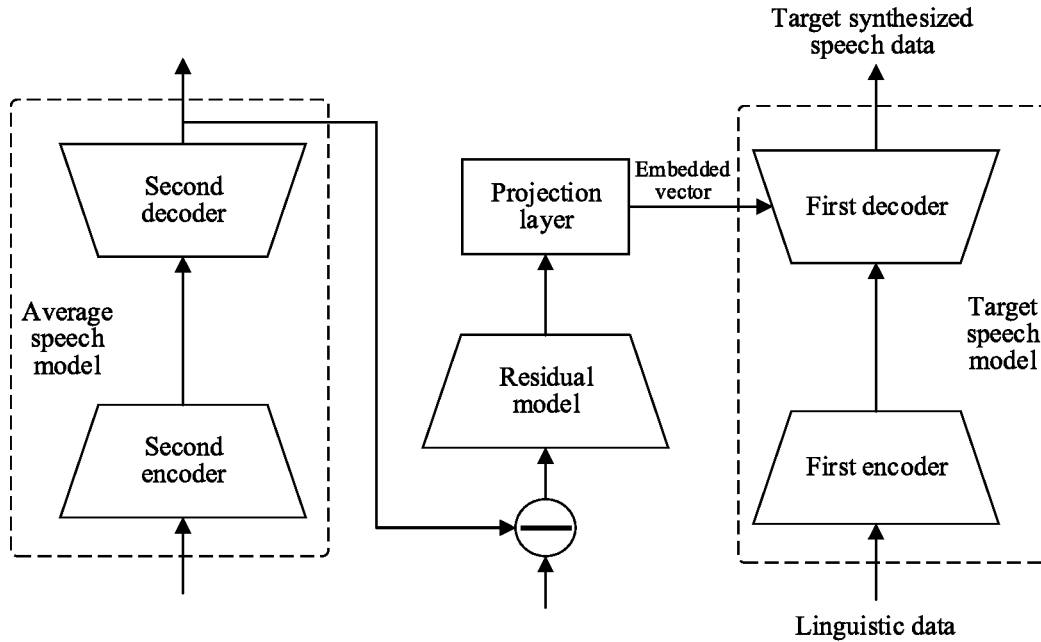 Target synthesized
speech data
Second
decoder
Average
speech
model
Second
encoder
Projection
layer
Embedded
vector
Residual
model
First decoder
Target
speech
model
First encoder
Linguistic data